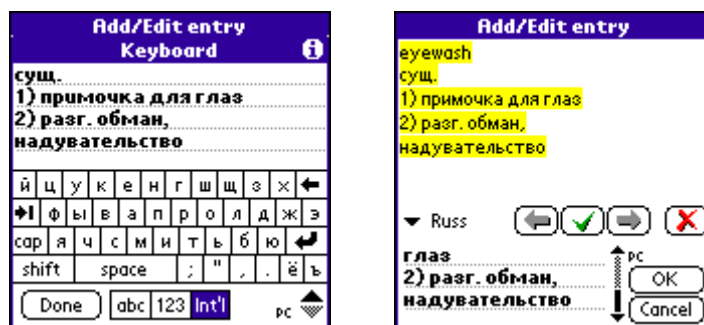 Add/Edit entry
Keyboard
сущ.
1) примочка для глаз
2) разг. обман,
надувательство
й ц у к е н г ш щ з х
ф ы в а п р о л д ж э
cap я ч с м и т ь б ю
shift space ; " , . ё ъ
Done abc 123 Int'l PC
Add/Edit entry
eyewash
сущ.
1) примочка для глаз
2) разг. обман,
надувательство
Russ
глаз
2) разг. обман,
надувательство
PC
OK
Cancel